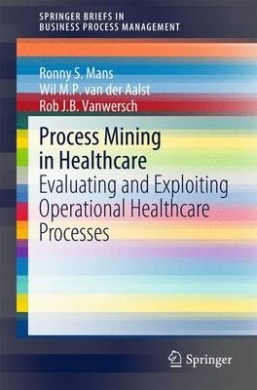 SPRINGER BRIEFS IN
BUSINESS PROCESS MANAGEMENT
Ronny S. Mans
Wil M.P. van der Aalst
Rob J.B. Vanwersch
Process Mining
in Healthcare
Evaluating and Exploiting
Operational Healthcare
Processes
Springer